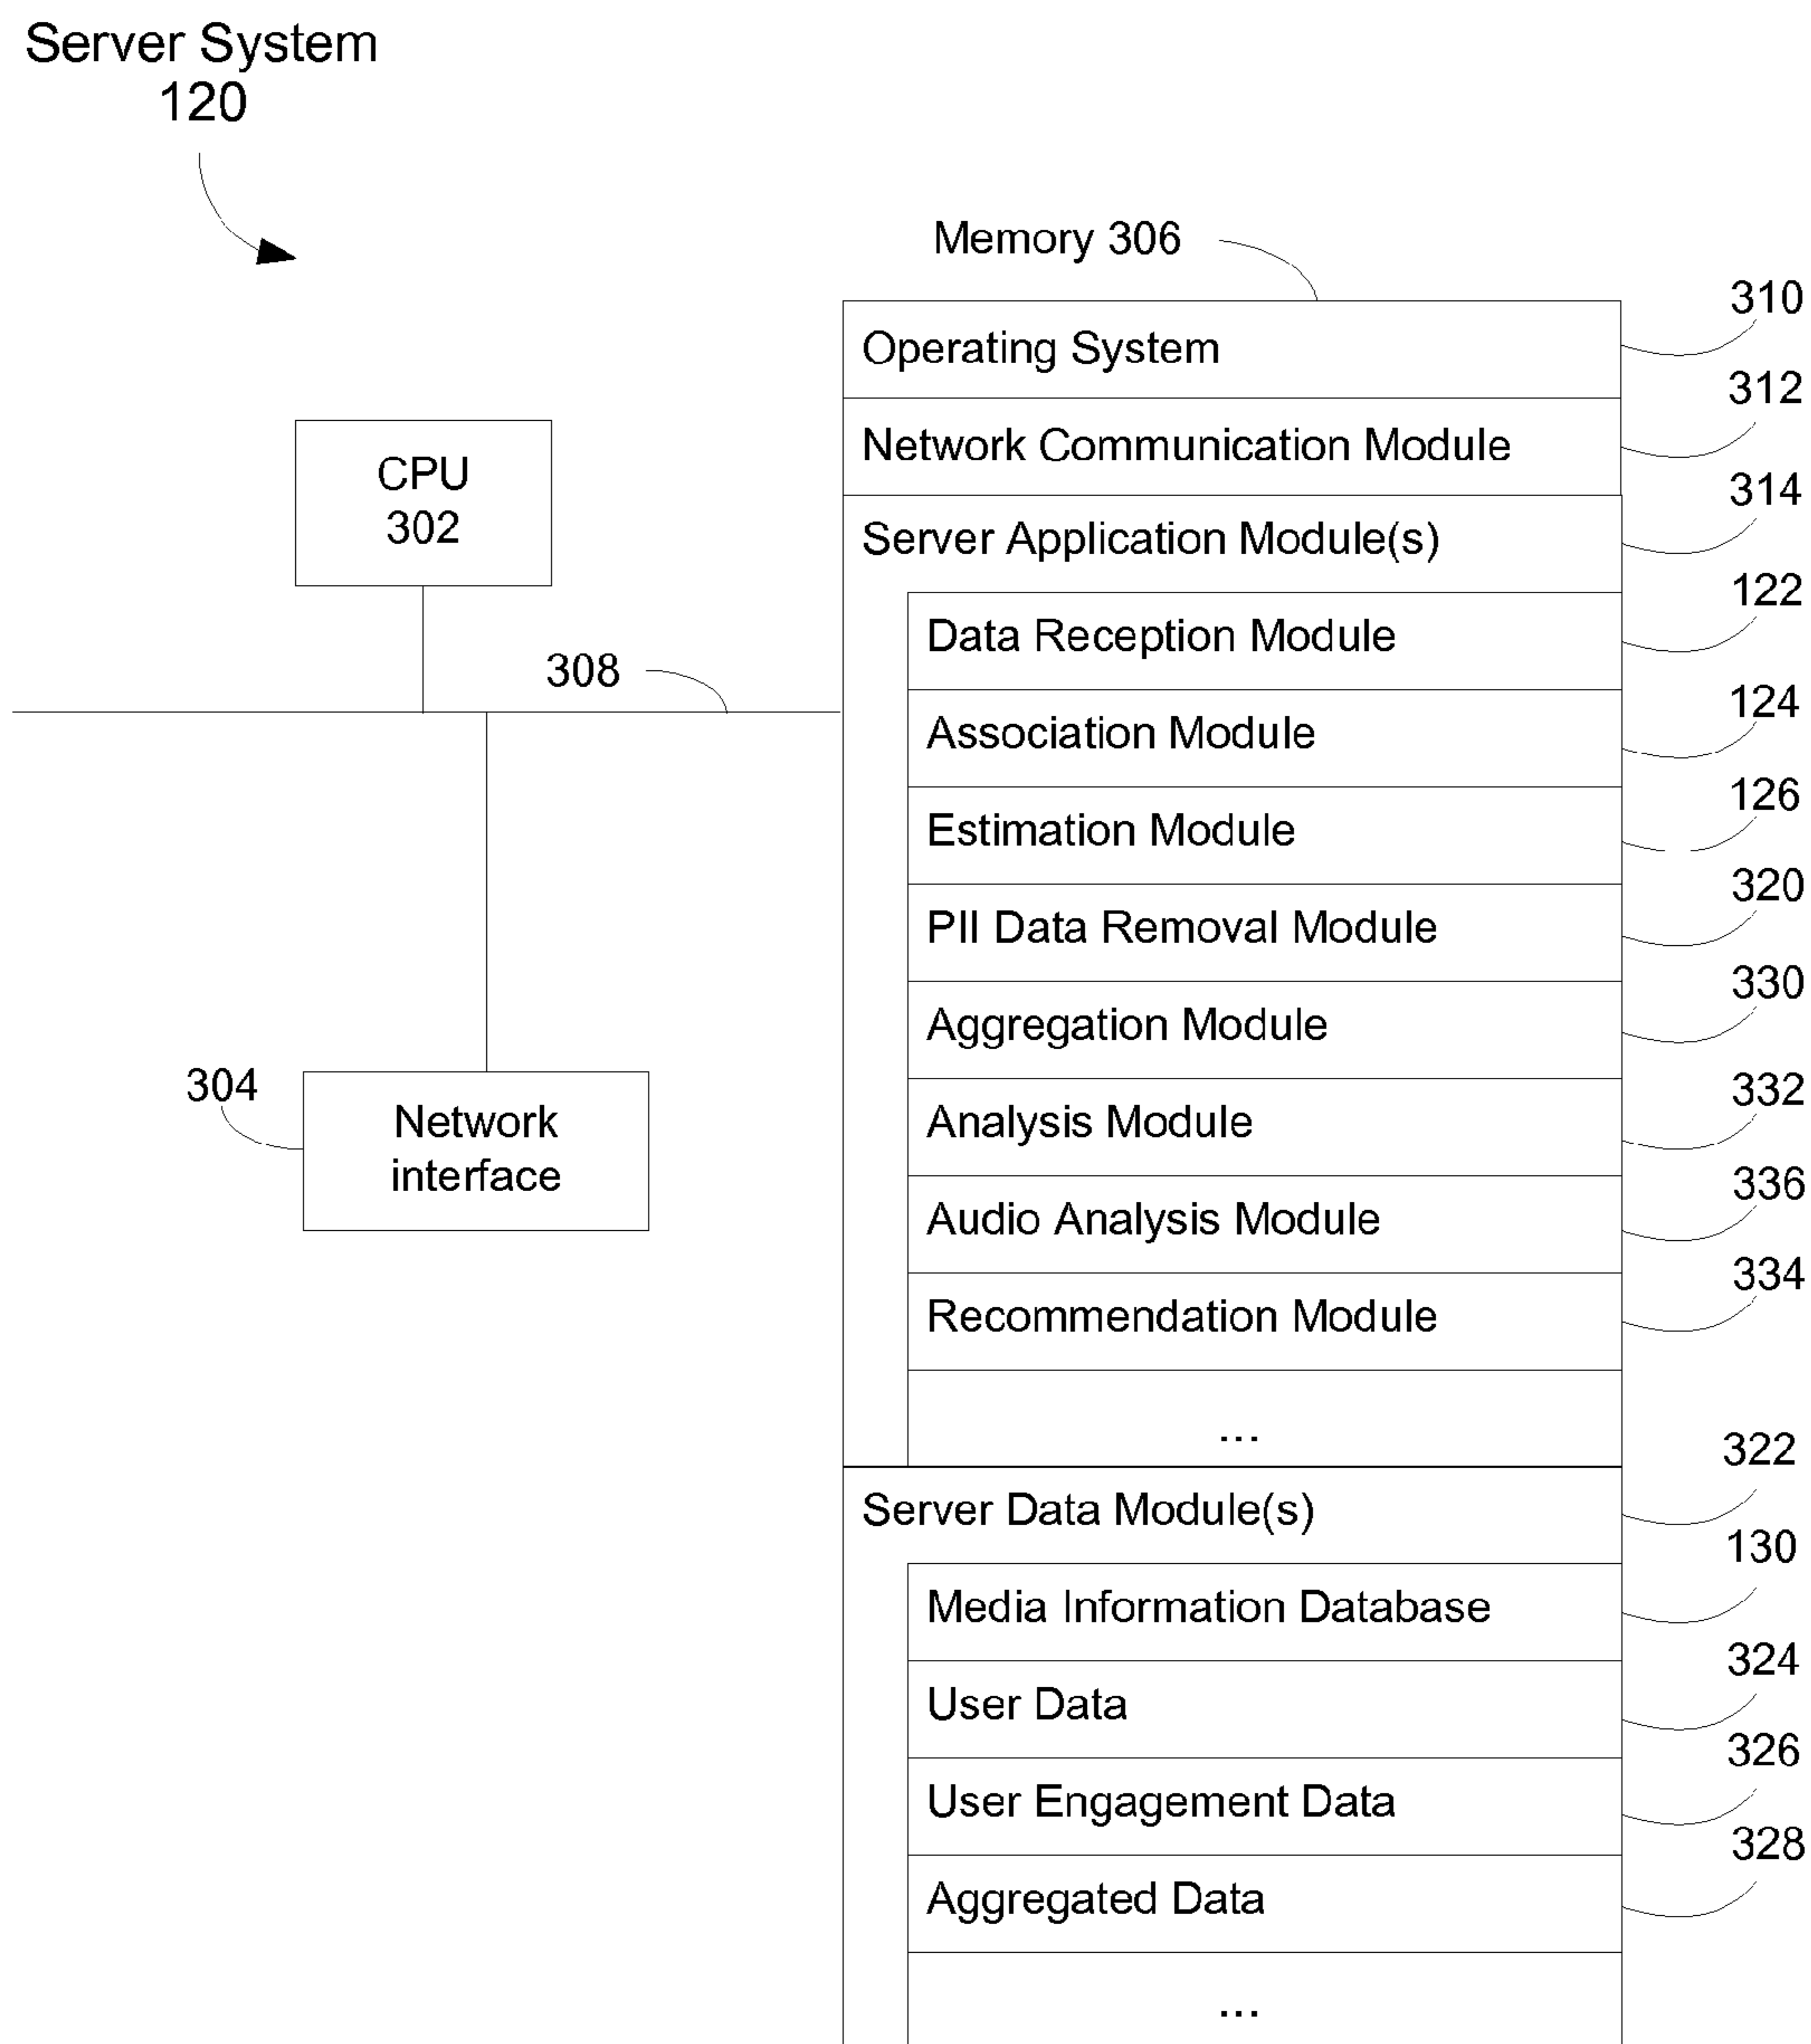 Server System
120
Memory 306
310
Operating System
312
Network Communication Module
314
Server Application Module(s)
122
Data Reception Module
124
Association Module
126
Estimation Module
320
PII Data Removal Module
330
Aggregation Module
332
Analysis Module
336
Audio Analysis Module
334
Recommendation Module
...
322
Server Data Module(s)
130
Media Information Database
324
User Data
326
User Engagement Data
328
Aggregated Data
...
CPU
302
308
304
Network
interface